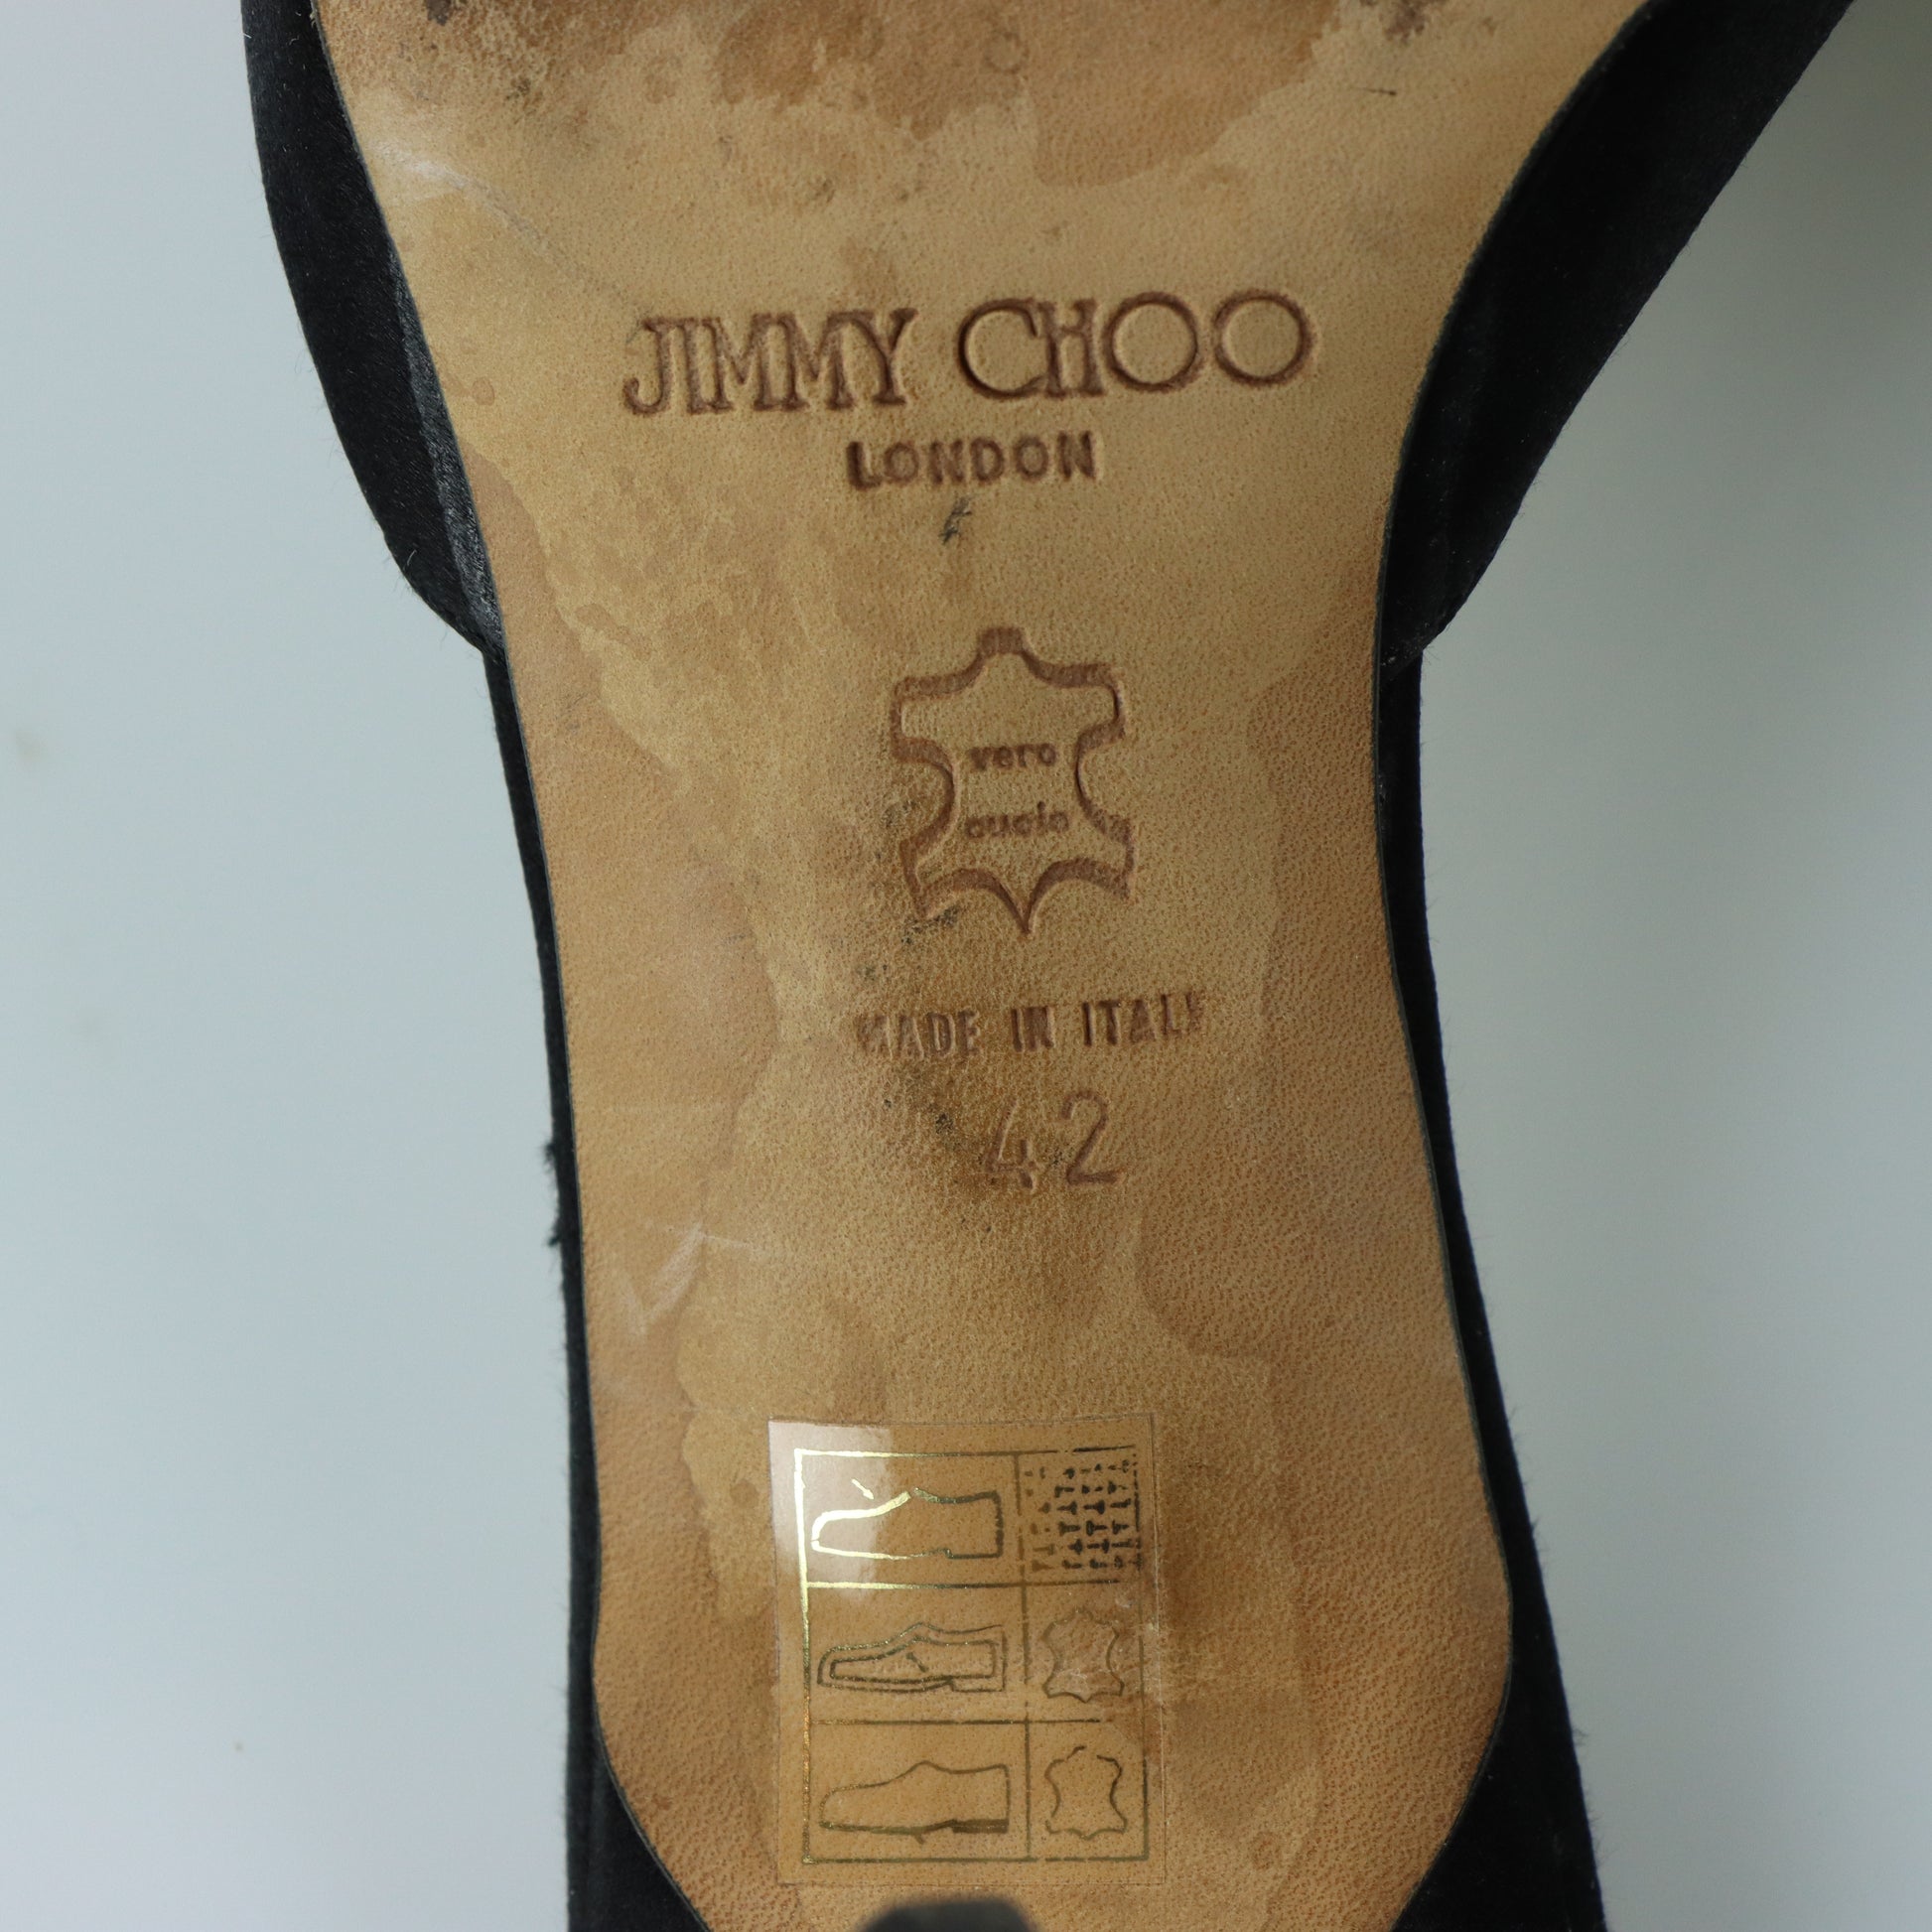 JIMMY CHOO
LONDON
vero
cuoio
MADE IN ITALY
42